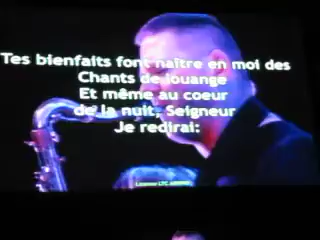 Tes bienfaits font naître en moi des
Chants de louange
Et même au coeur
de la nuit, Seigneur
Je redirai: